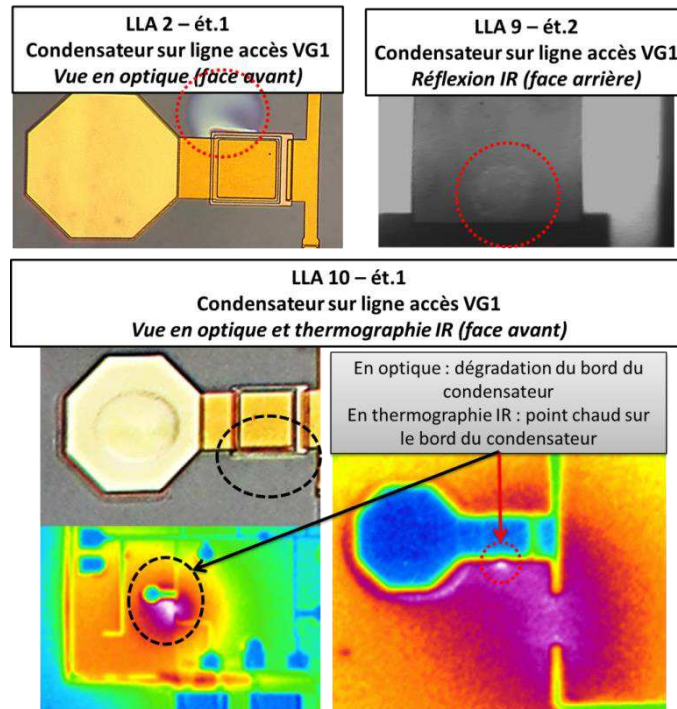 LLA 2 – ét.1
Condensateur sur ligne accès VG1
Vue en optique (face avant)
LLA 9 – ét.2
Condensateur sur ligne accès VG1
Réflexion IR (face arrière)
LLA 10 – ét.1
Condensateur sur ligne accès VG1
Vue en optique et thermographie IR (face avant)
En optique : dégradation du bord du
condensateur
En thermographie IR : point chaud sur
le bord du condensateur